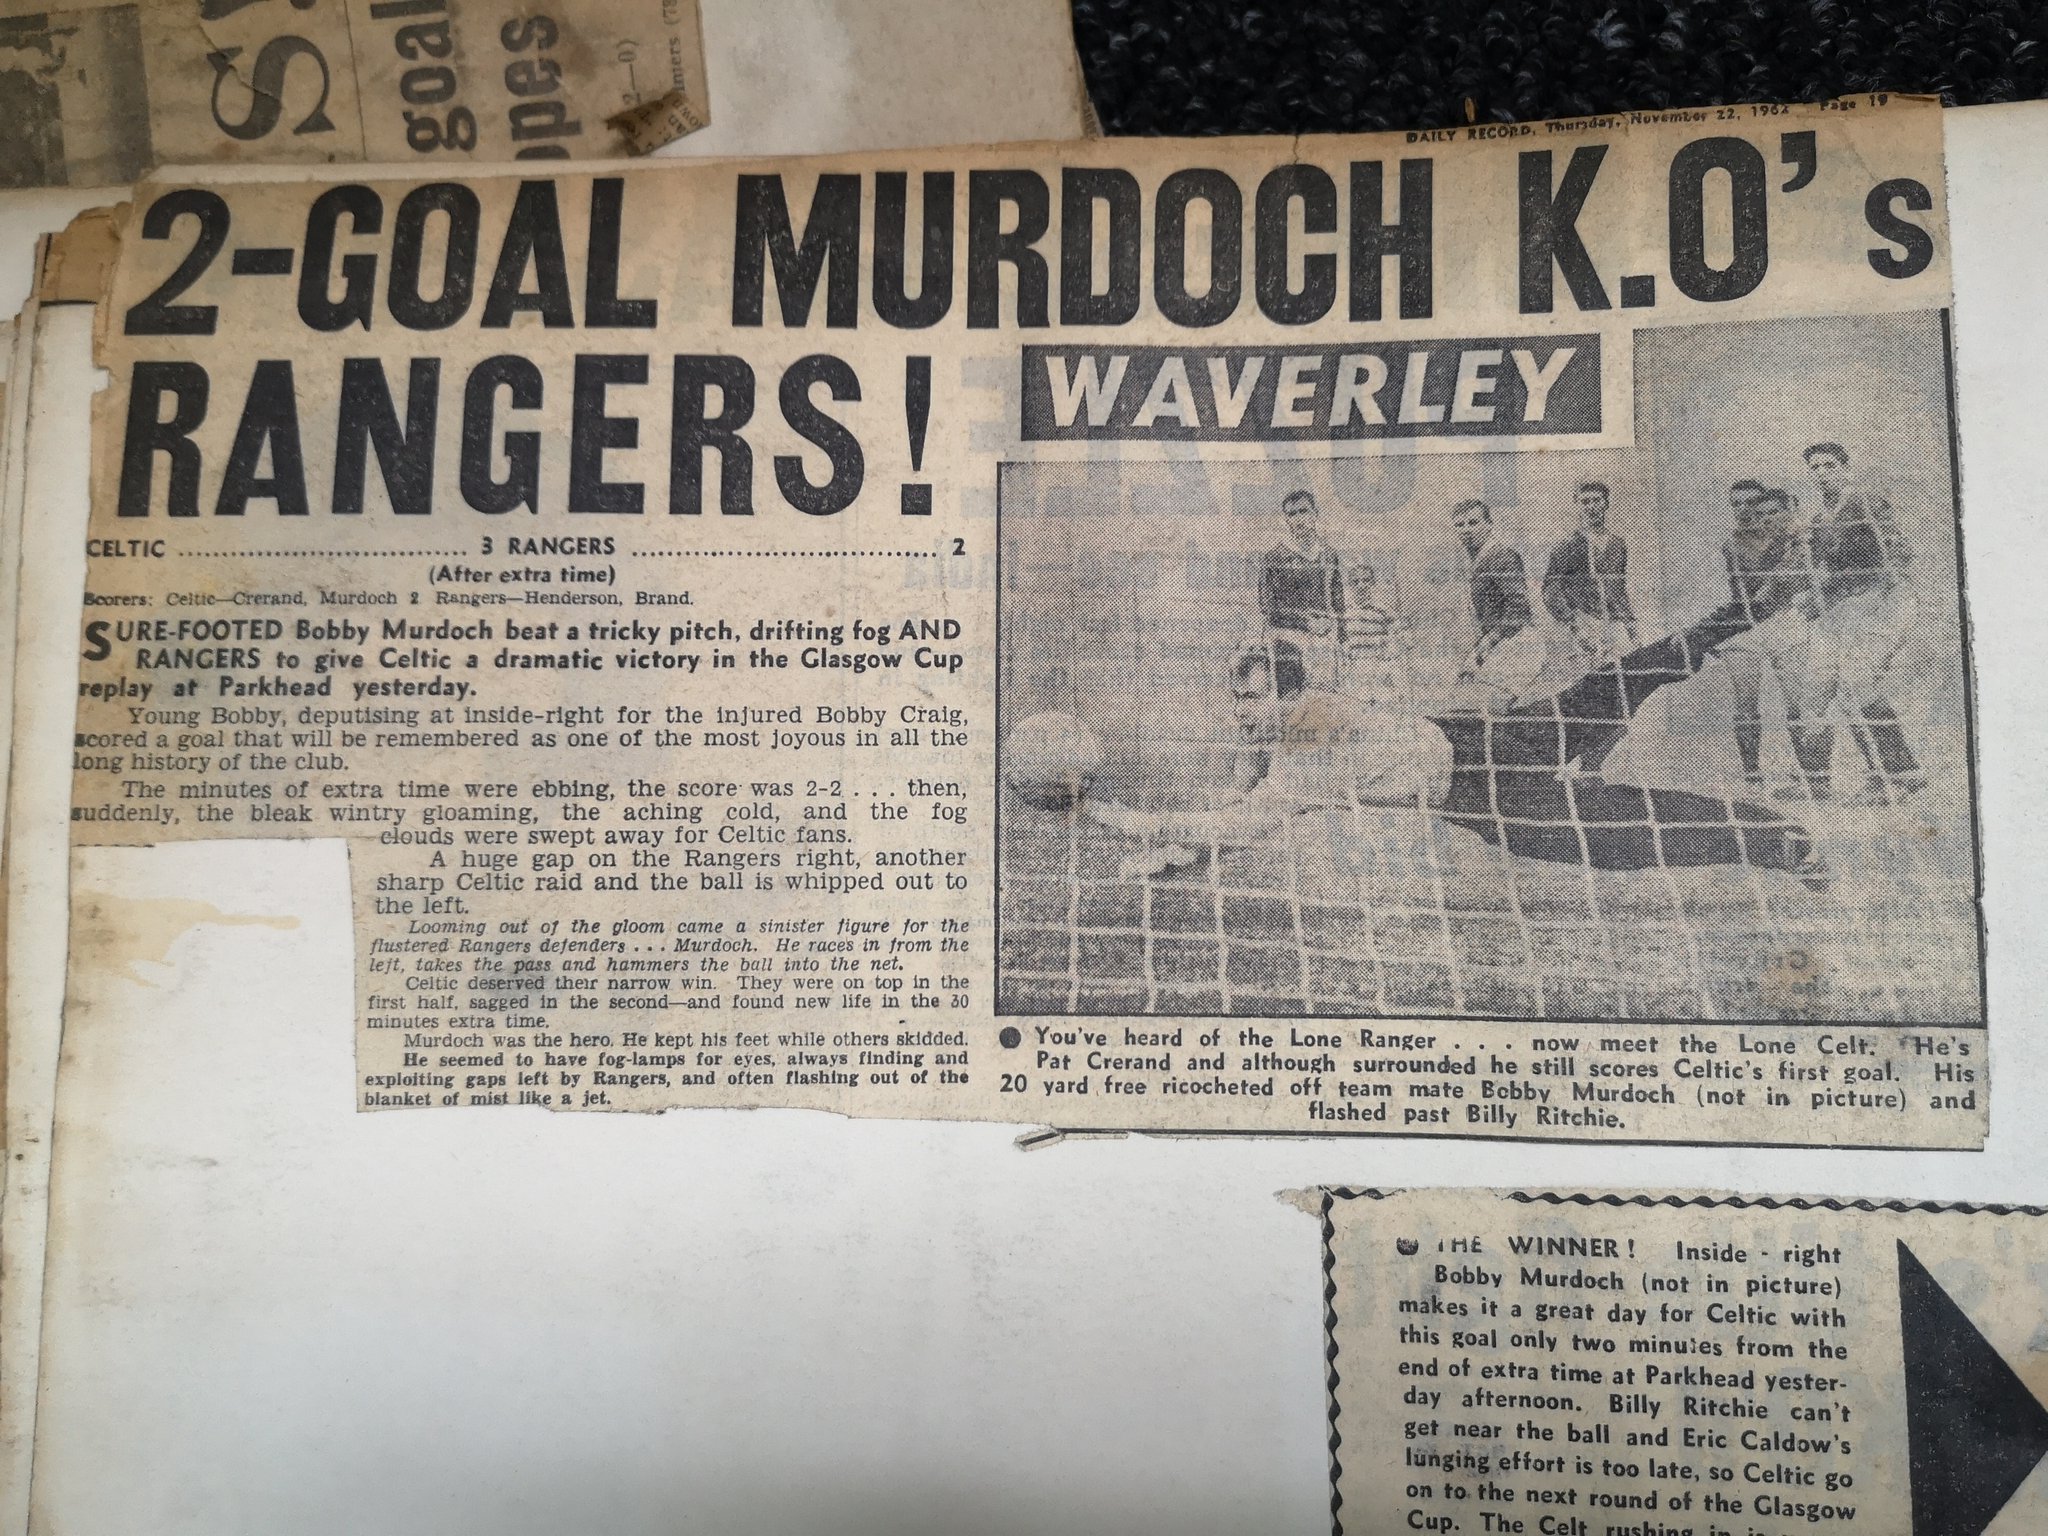 goal
opes
2—0)
DAILY RECORD, Thursday, November 22, 1962 Page 19
2-GOAL MURDOCH K.O's
RANGERS!
WAVERLEY
CELTIC 3 RANGERS 2
(After extra time)
Scorers: Celtic—Crerand, Murdoch 2 Rangers—Henderson, Brand.
SURE-FOOTED Bobby Murdoch beat a tricky pitch, drifting fog AND
RANGERS to give Celtic a dramatic victory in the Glasgow Cup
replay at Parkhead yesterday.
Young Bobby, deputising at inside-right for the injured Bobby Craig,
scored a goal that will be remembered as one of the most joyous in all the
long history of the club.
The minutes of extra time were ebbing, the score was 2-2 . . . then,
suddenly, the bleak wintry gloaming, the aching cold, and the fog
clouds were swept away for Celtic fans.
A huge gap on the Rangers right, another
sharp Celtic raid and the ball is whipped out to
the left.
Looming out of the gloom came a sinister figure for the
flustered Rangers defenders . . . Murdoch. He races in from the
left, takes the pass and hammers the ball into the net.
Celtic deserved their narrow win. They were on top in the
first half, sagged in the second—and found new life in the 30
minutes extra time.
Murdoch was the hero. He kept his feet while others skidded.
He seemed to have fog-lamps for eyes, always finding and
exploiting gaps left by Rangers, and often flashing out of the
blanket of mist like a jet.
● You've heard of the Lone Ranger . . . now meet the Lone Celt. He's
Pat Crerand and although surrounded he still scores Celtic's first goal. His
20 yard free ricocheted off team mate Bobby Murdoch (not in picture) and
flashed past Billy Ritchie.
● THE WINNER! Inside - right
Bobby Murdoch (not in picture)
makes it a great day for Celtic with
this goal only two minutes from the
end of extra time at Parkhead yester-
day afternoon. Billy Ritchie can't
get near the ball and Eric Caldow's
lunging effort is too late, so Celtic go
on to the next round of the Glasgow
Cup. The Celt rushing in is